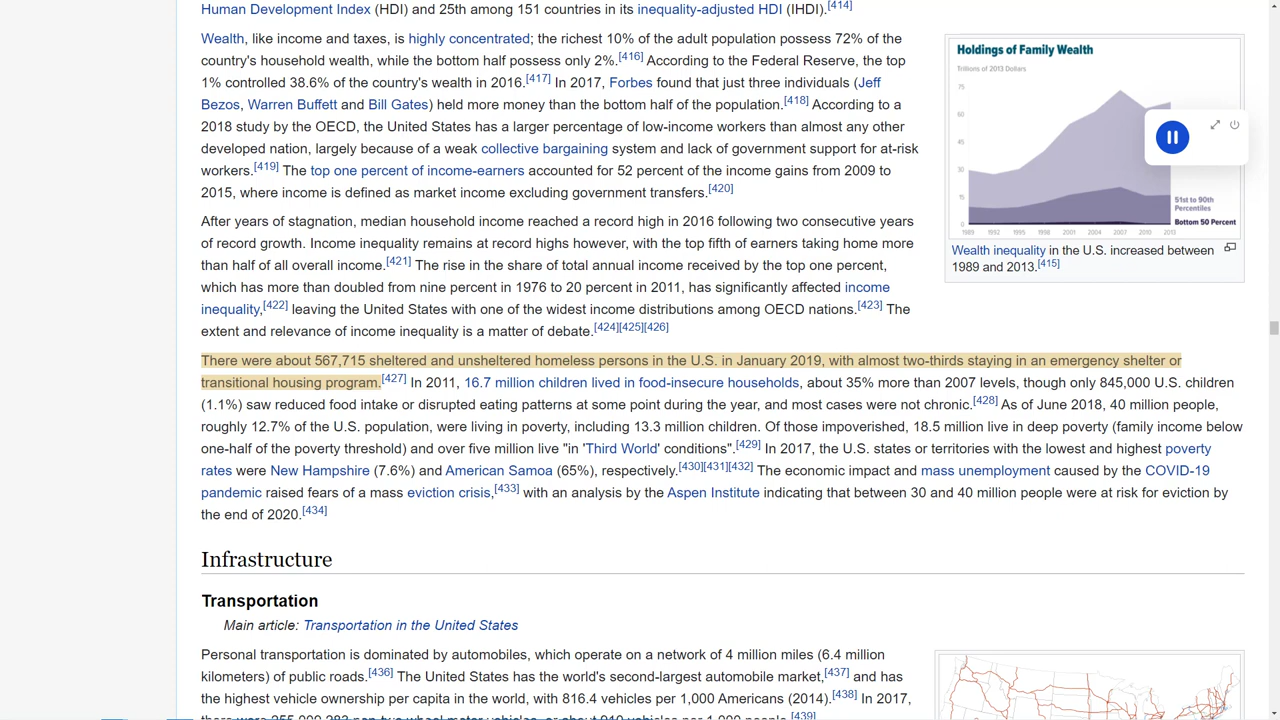 Human Development Index (HDI) and 25th among 151 countries in its inequality-adjusted HDI (IHDI).[414]
Wealth, like income and taxes, is highly concentrated; the richest 10% of the adult population possess 72% of the
country's household wealth, while the bottom half possess only 2%.[416] According to the Federal Reserve, the top
1% controlled 38.6% of the country's wealth in 2016.[417] In 2017, Forbes found that just three individuals (Jeff
Bezos, Warren Buffett and Bill Gates) held more money than the bottom half of the population.[418] According to a
2018 study by the OECD, the United States has a larger percentage of low-income workers than almost any other
developed nation, largely because of a weak collective bargaining system and lack of government support for at-risk
workers.[419] The top one percent of income-earners accounted for 52 percent of the income gains from 2009 to
2015, where income is defined as market income excluding government transfers.[420]
After years of stagnation, median household income reached a record high in 2016 following two consecutive years
of record growth. Income inequality remains at record highs however, with the top fifth of earners taking home more
than half of all overall income.[421] The rise in the share of total annual income received by the top one percent,
which has more than doubled from nine percent in 1976 to 20 percent in 2011, has significantly affected income
inequality,[422] leaving the United States with one of the widest income distributions among OECD nations.[423] The
extent and relevance of income inequality is a matter of debate.[424][425][426]
Holdings of Family Wealth
Trillions of 2013 Dollars
75
60
45
30
15
0
1989 1992 1995 1998 2001 2004 2007 2010 2013
51st to 90th
Percentiles
Bottom 50 Percent
Wealth inequality in the U.S. increased between
1989 and 2013.[415]
There were about 567,715 sheltered and unsheltered homeless persons in the U.S. in January 2019, with almost two-thirds staying in an emergency shelter or
transitional housing program.[427] In 2011, 16.7 million children lived in food-insecure households, about 35% more than 2007 levels, though only 845,000 U.S. children
(1.1%) saw reduced food intake or disrupted eating patterns at some point during the year, and most cases were not chronic.[428] As of June 2018, 40 million people,
roughly 12.7% of the U.S. population, were living in poverty, including 13.3 million children. Of those impoverished, 18.5 million live in deep poverty (family income below
one-half of the poverty threshold) and over five million live "in 'Third World' conditions".[429] In 2017, the U.S. states or territories with the lowest and highest poverty
rates were New Hampshire (7.6%) and American Samoa (65%), respectively.[430][431][432] The economic impact and mass unemployment caused by the COVID-19
pandemic raised fears of a mass eviction crisis,[433] with an analysis by the Aspen Institute indicating that between 30 and 40 million people were at risk for eviction by
the end of 2020.[434]
Infrastructure
Transportation
Main article: Transportation in the United States
Personal transportation is dominated by automobiles, which operate on a network of 4 million miles (6.4 million
kilometers) of public roads.[436] The United States has the world's second-largest automobile market,[437] and has
the highest vehicle ownership per capita in the world, with 816.4 vehicles per 1,000 Americans (2014).[438] In 2017,
[439]